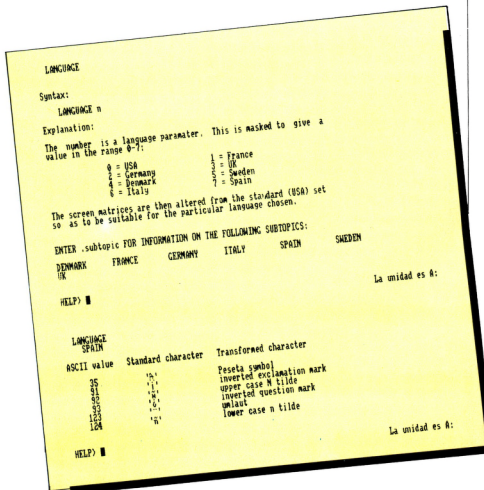 LANGUAGE
Syntax:
LANGUAGE n
Explanation:
The number is a language paramater. This is masked to give a
value in the range 0-7:
0 = USA 1 = France
2 = Germany 3 = UK
4 = Denmark 5 = Sweden
6 = Italy 7 = Spain
The screen matrices are then altered from the standard (USA) set
so as to be suitable for the particular language chosen.
ENTER .subtopic FOR INFORMATION ON THE FOLLOWING SUBTOPICS:
DENMARK FRANCE GERMANY ITALY SPAIN SWEDEN
UK
La unidad es A:
HELP>
LANGUAGE
SPAIN
ASCII value Standard character Transformed character
35 Peseta symbol
91 inverted exclamation mark
92 upper case N tilde
93 inverted question mark
123 umlaut
124 'ñ' lower case n tilde
La unidad es A:
HELP>